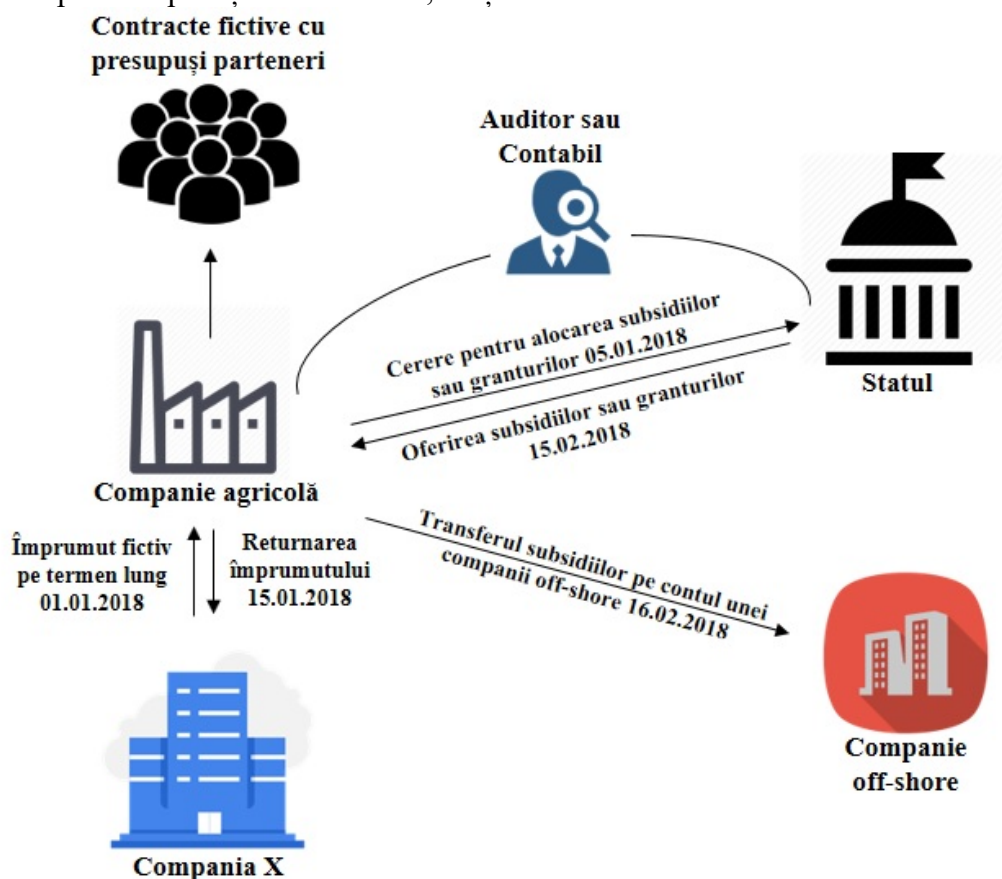 Contracte fictive cu
presupuși parteneri
Auditor sau
Contabil
Statul
Cerere pentru alocarea subsidiilor
sau granturilor 05.01.2018
Oferirea subsidiilor sau granturilor
15.02.2018
Companie agricolă
Împrumut fictiv
pe termen lung
01.01.2018
Returnarea
împrumutului
15.01.2018
Transferul subsidiilor pe contul unei
companii off-shore 16.02.2018
Companie
off-shore
Compania X